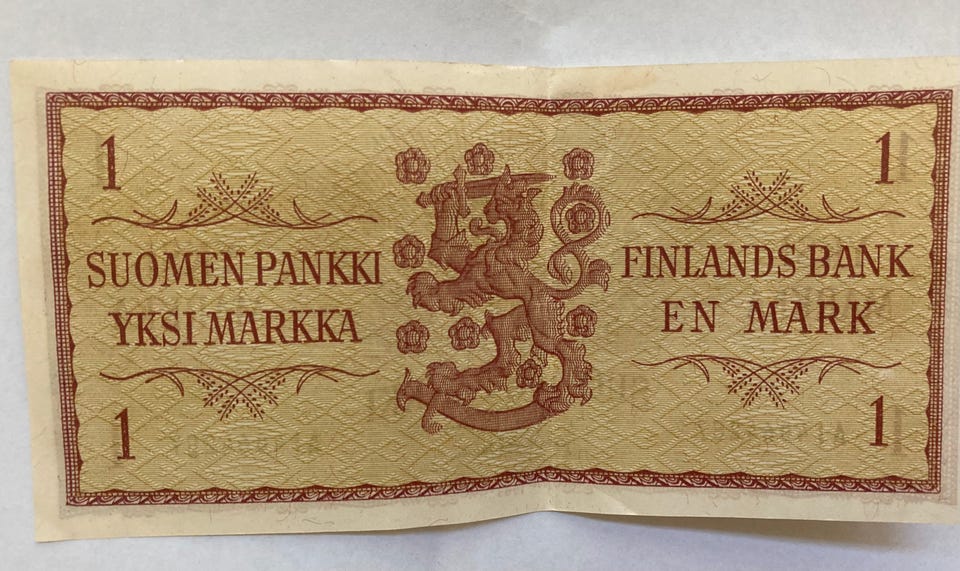 1 1
SUOMEN PANKKI
YKSI MARKKA
FINLANDS BANK
EN MARK
1 1